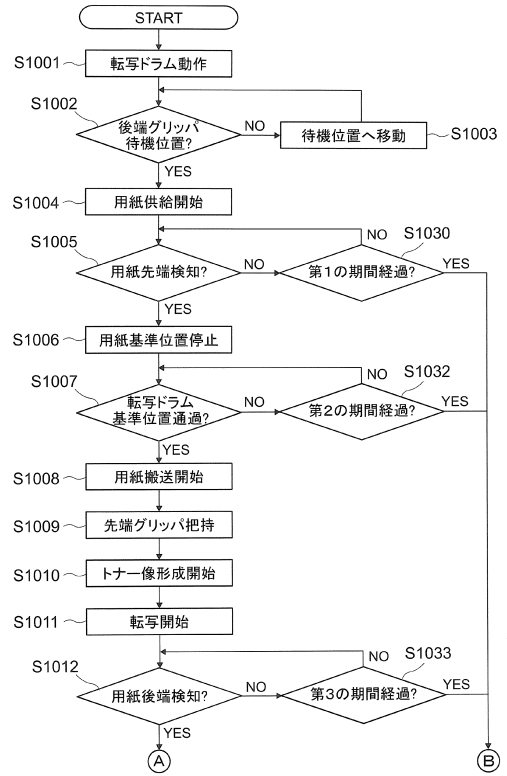 START
S1001
転写ドラム動作
S1002
後端グリッパ
待機位置?
NO
待機位置へ移動
S1003
YES
S1004
用紙供給開始
S1005
用紙先端検知?
NO
S1030
第1の期間経過?
NO
YES
YES
S1006
用紙基準位置停止
S1007
転写ドラム
基準位置通過?
NO
S1032
第2の期間経過?
NO
YES
YES
S1008
用紙搬送開始
S1009
先端グリッパ把持
S1010
トナー像形成開始
S1011
転写開始
S1012
用紙後端検知?
NO
S1033
第3の期間経過?
NO
YES
YES
A
B